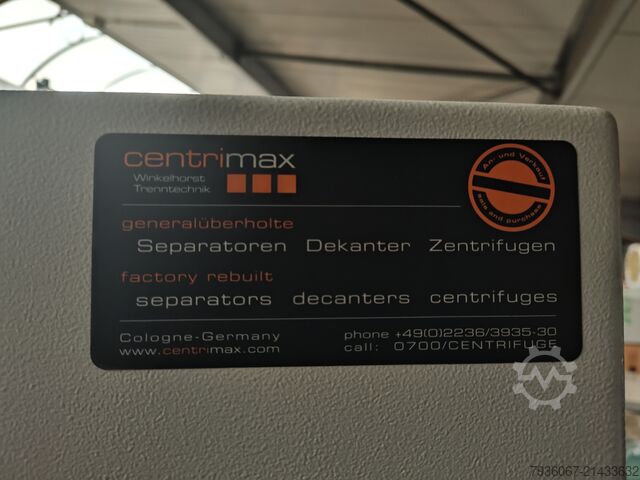 centrimax
Winkelhorst
Trenntechnik
An- und Verkauf
sale and purchase
generalüberholte
Separatoren Dekanter Zentrifugen
factory rebuilt
separators decanters centrifuges
Cologne-Germany
www.centrimax.com
phone +49(0)2236/3935-30
call: 0700/CENTRIFUGE
7936067-21433632